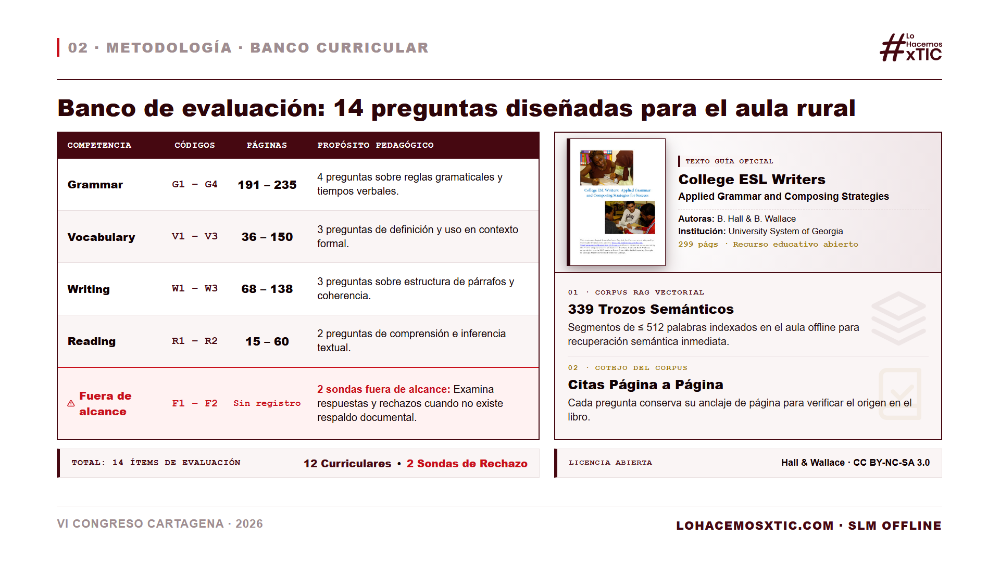 02 · METODOLOGÍA · BANCO CURRICULAR
#Lo
Hacemos
xTIC
Banco de evaluación: 14 preguntas diseñadas para el aula rural
COMPETENCIA CÓDIGOS PÁGINAS PROPÓSITO PEDAGÓGICO
Grammar G1 – G4 191 – 235 4 preguntas sobre reglas gramaticales y
tiempos verbales.
Vocabulary V1 – V3 36 – 150 3 preguntas de definición y uso en contexto
formal.
Writing W1 – W3 68 – 138 3 preguntas sobre estructura de párrafos y
coherencia.
Reading R1 – R2 15 – 60 2 preguntas de comprensión e inferencia
textual.
Fuera de
alcance F1 – F2 Sin registro 2 sondas fuera de alcance: Examina
respuestas y rechazos cuando no existe
respaldo documental.
TOTAL: 14 ÍTEMS DE EVALUACIÓN 12 Curriculares • 2 Sondas de Rechazo
College ESL Writers: Applied Grammar
and Composing Strategies for Success
TEXTO GUÍA OFICIAL
College ESL Writers
Applied Grammar and Composing Strategies
Autoras: B. Hall & B. Wallace
Institución: University System of Georgia
299 págs · Recurso educativo abierto
01 · CORPUS RAG VECTORIAL
339 Trozos Semánticos
Segmentos de ≤ 512 palabras indexados en el aula offline para
recuperación semántica inmediata.
02 · COTEJO DEL CORPUS
Citas Página a Página
Cada pregunta conserva su anclaje de página para verificar el origen en el
libro.
LICENCIA ABIERTA Hall & Wallace · CC BY-NC-SA 3.0
VI CONGRESO CARTAGENA · 2026
LOHACEMOSXTIC.COM · SLM OFFLINE